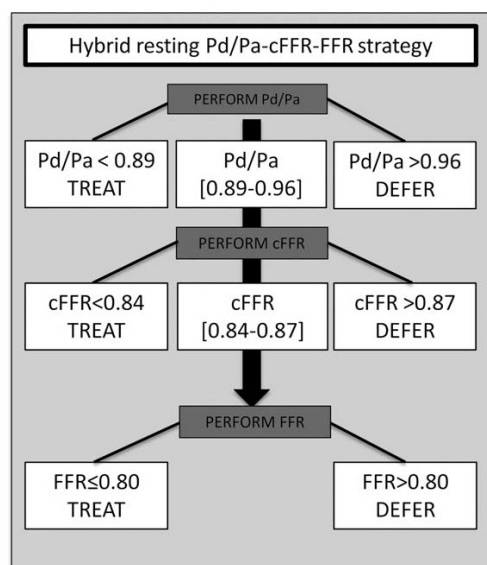 Hybrid resting Pd/Pa-cFFR-FFR strategy
PERFORM Pd/Pa
Pd/Pa < 0.89
TREAT
Pd/Pa
[0.89-0.96]
Pd/Pa >0.96
DEFER
PERFORM cFFR
cFFR<0.84
TREAT
cFFR
[0.84-0.87]
cFFR >0.87
DEFER
PERFORM FFR
FFR≤0.80
TREAT
FFR>0.80
DEFER